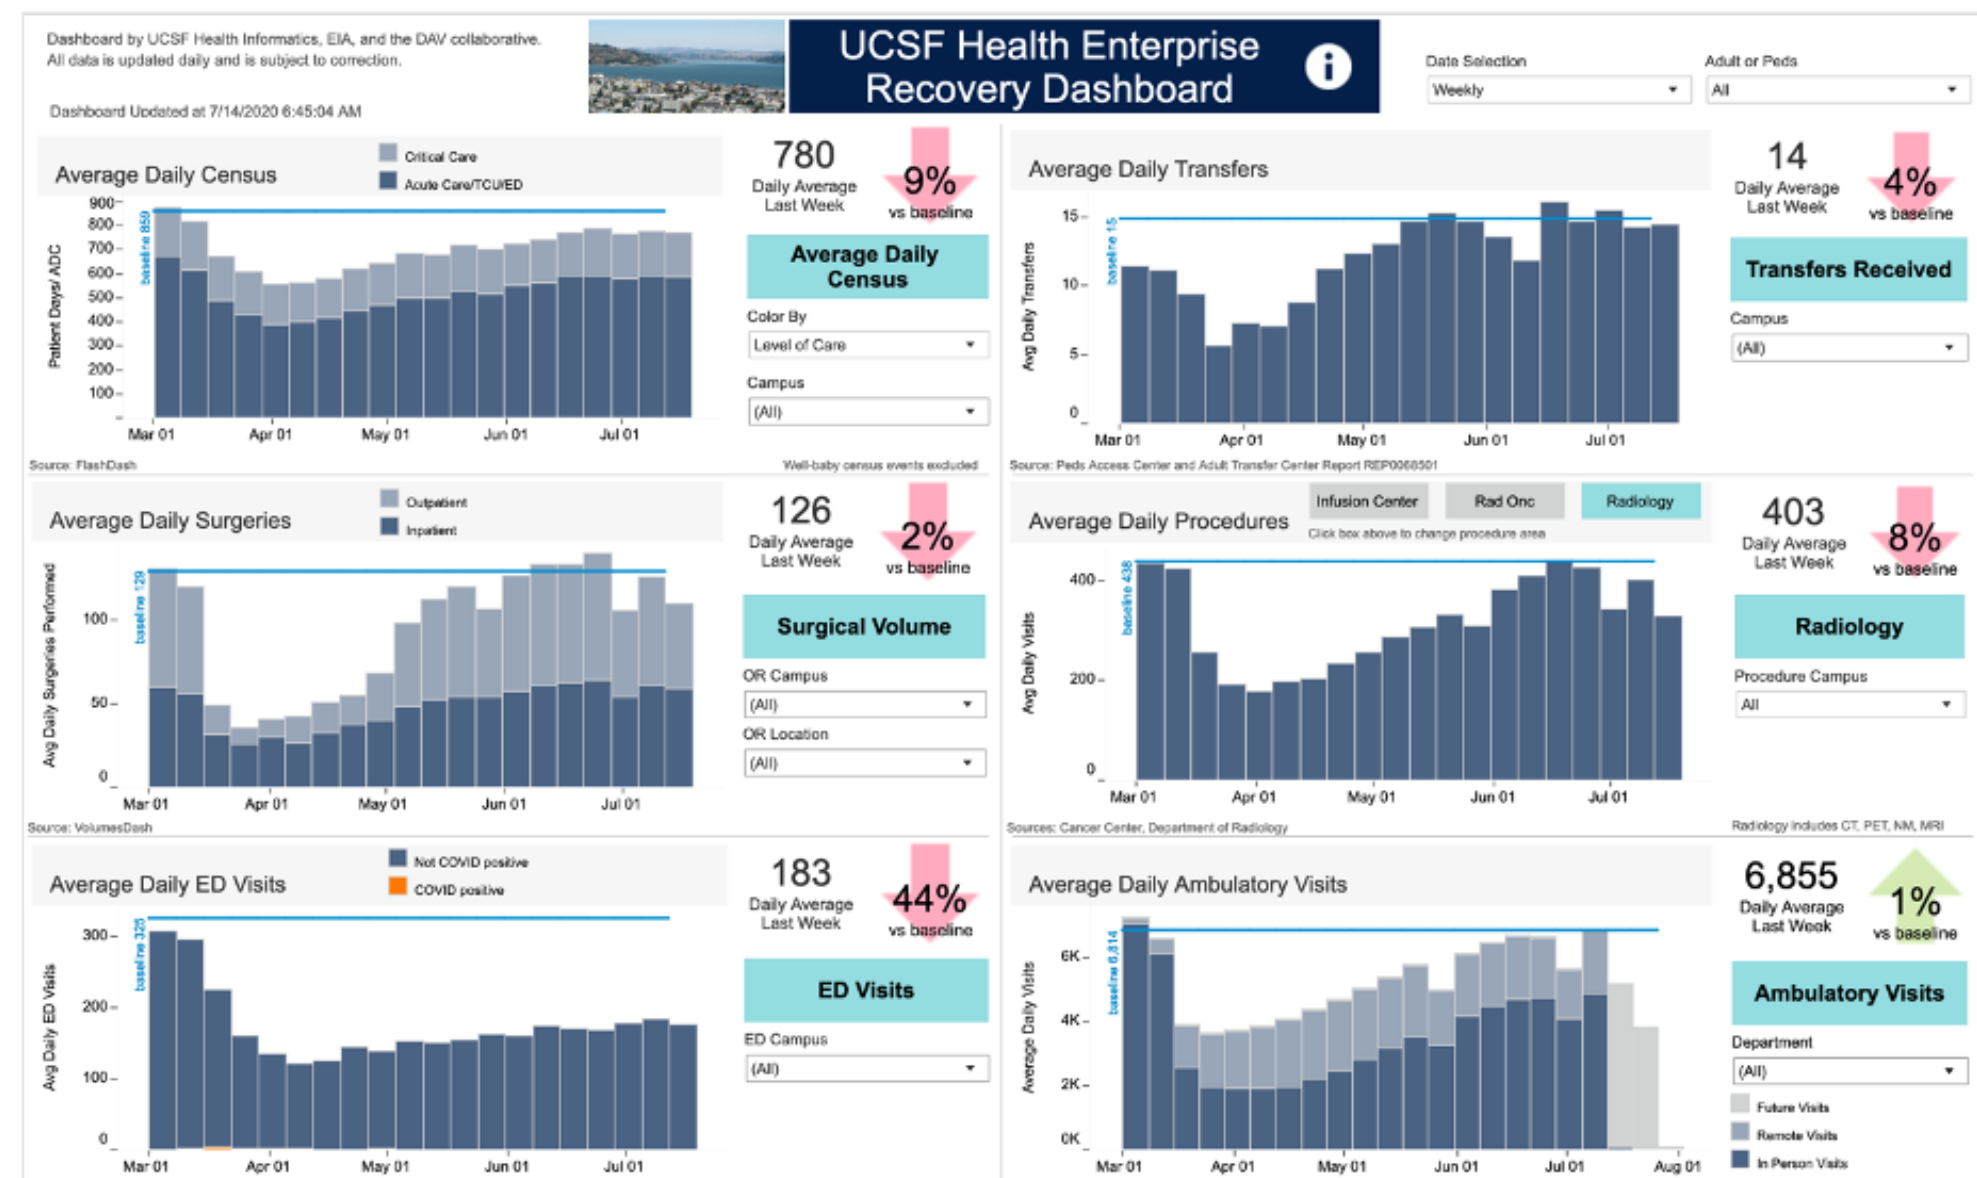 Dashboard by UCSF Health Informatics, EIA, and the DAV collaborative.
All data is updated daily and is subject to correction.
Dashboard Updated at 7/14/2020 6:45:04 AM
UCSF Health Enterprise
Recovery Dashboard
i
Date Selection
Weekly
Adult or Peds
All
Average Daily Census
Critical Care
Acute Care/TCU/ED
780
Daily Average
Last Week
9%
vs baseline
Average Daily
Census
Color By
Level of Care
Campus
(All)
Patient Days/ ADC
900
800
700
600
500
400
300
200
100
baseline 859
Mar 01
Apr 01
May 01
Jun 01
Jul 01
Source: FlashDash
Well-baby census events excluded
Average Daily Transfers
14
Daily Average
Last Week
4%
vs baseline
Transfers Received
Campus
(All)
Avg Daily Transfers
15
10
5
0
baseline 15
Mar 01
Apr 01
May 01
Jun 01
Jul 01
Source: Peds Access Center and Adult Transfer Center Report REP0068501
Average Daily Surgeries
Outpatient
Inpatient
126
Daily Average
Last Week
2%
vs baseline
Surgical Volume
OR Campus
(All)
OR Location
(All)
Avg Daily Surgeries Performed
100
50
0
baseline 129
Mar 01
Apr 01
May 01
Jun 01
Jul 01
Source: VolumesDash
Average Daily Procedures
Infusion Center
Rad Onc
Radiology
Click box above to change procedure area
403
Daily Average
Last Week
8%
vs baseline
Radiology
Procedure Campus
All
Avg Daily Visits
400
200
0
baseline 438
Mar 01
Apr 01
May 01
Jun 01
Jul 01
Sources: Cancer Center, Department of Radiology
Radiology includes CT, PET, NM, MRI
Average Daily ED Visits
Not COVID positive
COVID positive
183
Daily Average
Last Week
44%
vs baseline
ED Visits
ED Campus
(All)
Avg Daily ED Visits
300
200
100
0
baseline 325
Mar 01
Apr 01
May 01
Jun 01
Jul 01
Average Daily Ambulatory Visits
6,855
Daily Average
Last Week
1%
vs baseline
Ambulatory Visits
Department
(All)
Future Visits
Remote Visits
In Person Visits
Average Daily Visits
6K
4K
2K
0K
baseline 6,814
Mar 01
Apr 01
May 01
Jun 01
Jul 01
Aug 01